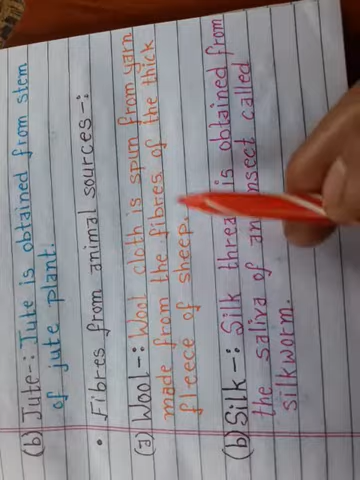 (b) Jute-: Jute is obtained from stem
of jute plant.
• Fibres from animal sources-:
(a) Wool-: Wool cloth is spun from yarn
made from the fibres of the thick
fleece of sheep.
(b) Silk-: Silk is obtained from
the saliva of an called
silkworm.